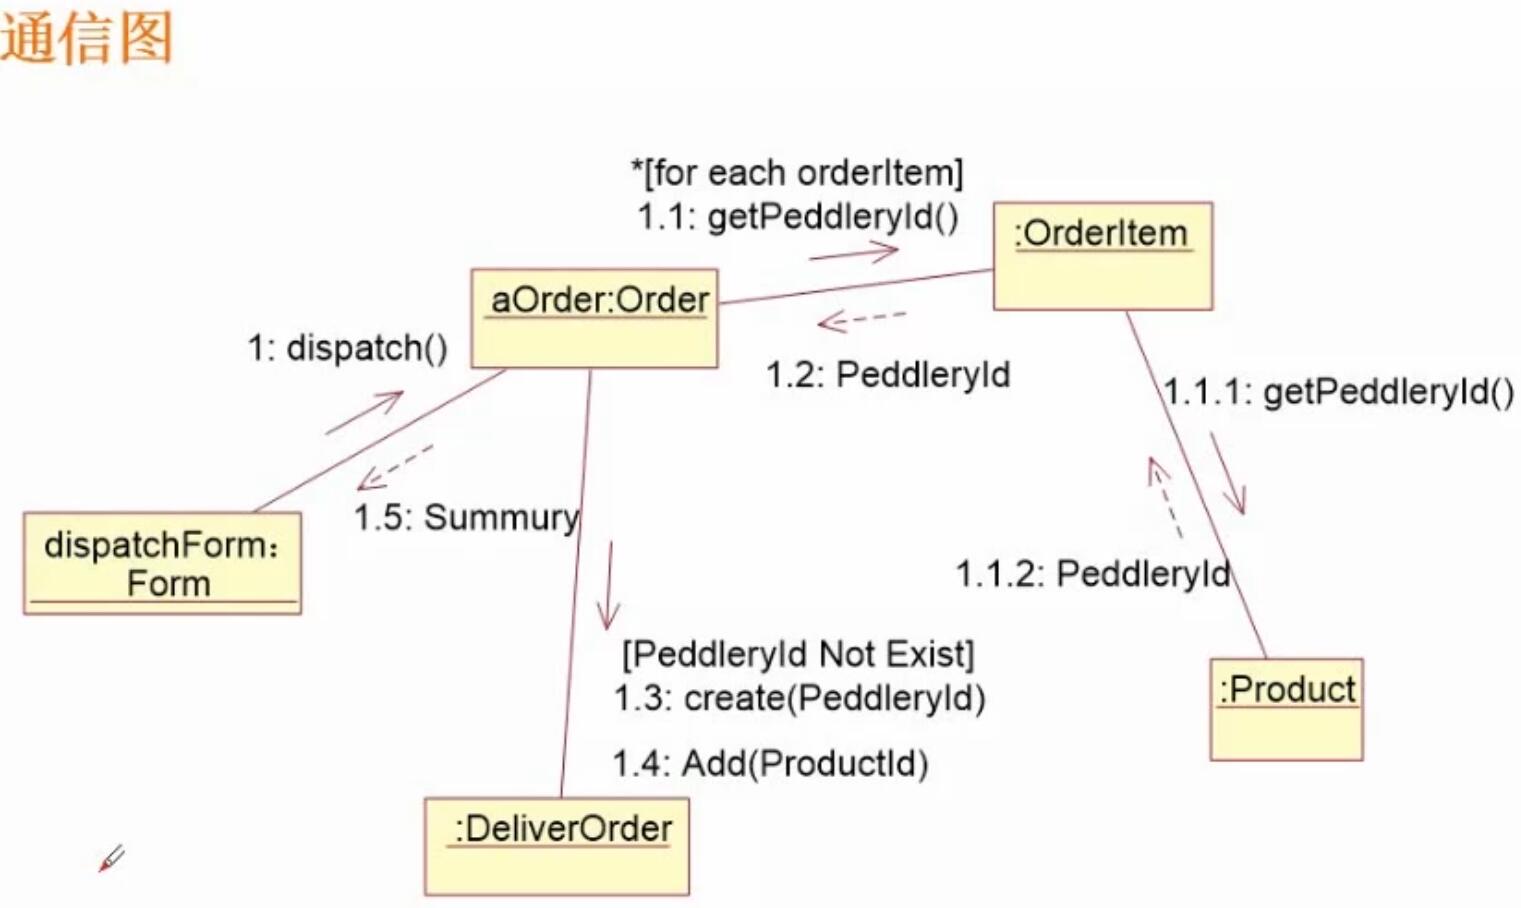 通信图
*[for each orderItem]
1.1: getPeddleryId()
:OrderItem
aOrder:Order
1: dispatch()
1.2: PeddleryId
1.1.1: getPeddleryId()
1.5: Summury
dispatchForm:
Form
1.1.2: PeddleryId
[PeddleryId Not Exist]
1.3: create(PeddleryId)
:Product
1.4: Add(ProductId)
:DeliverOrder